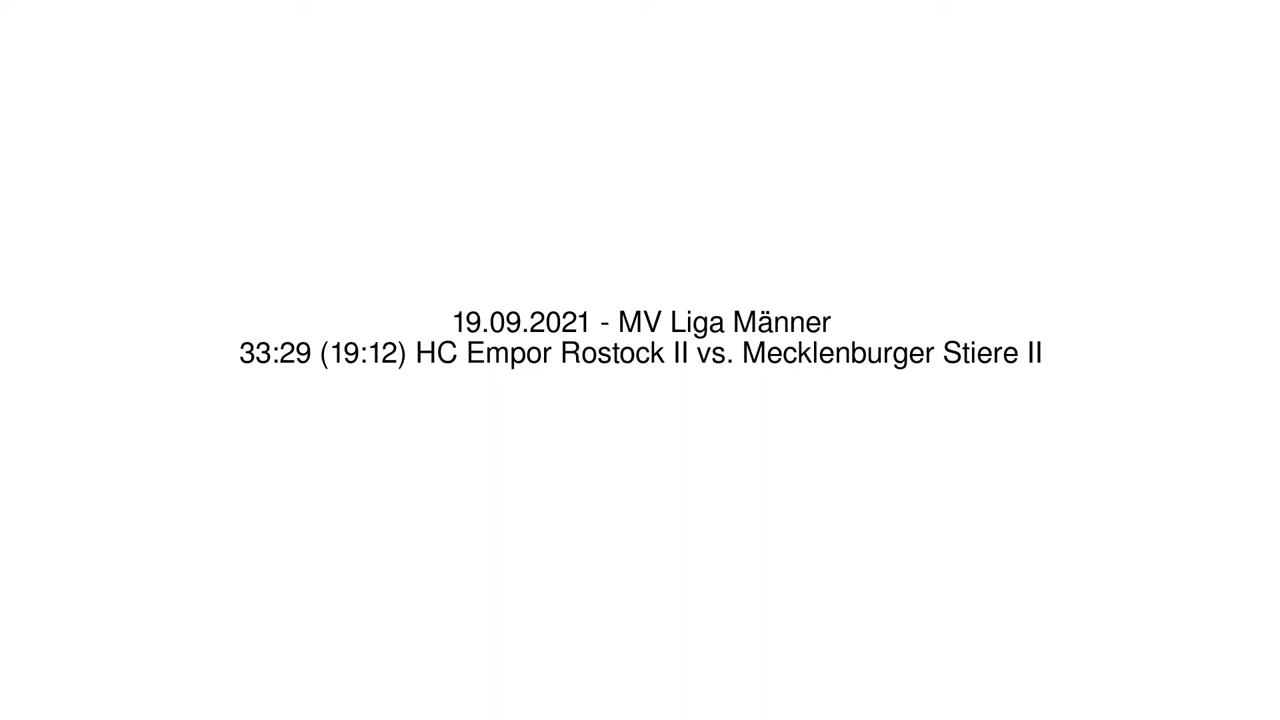 19.09.2021 - MV Liga Männer
33:29 (19:12) HC Empor Rostock II vs. Mecklenburger Stiere II